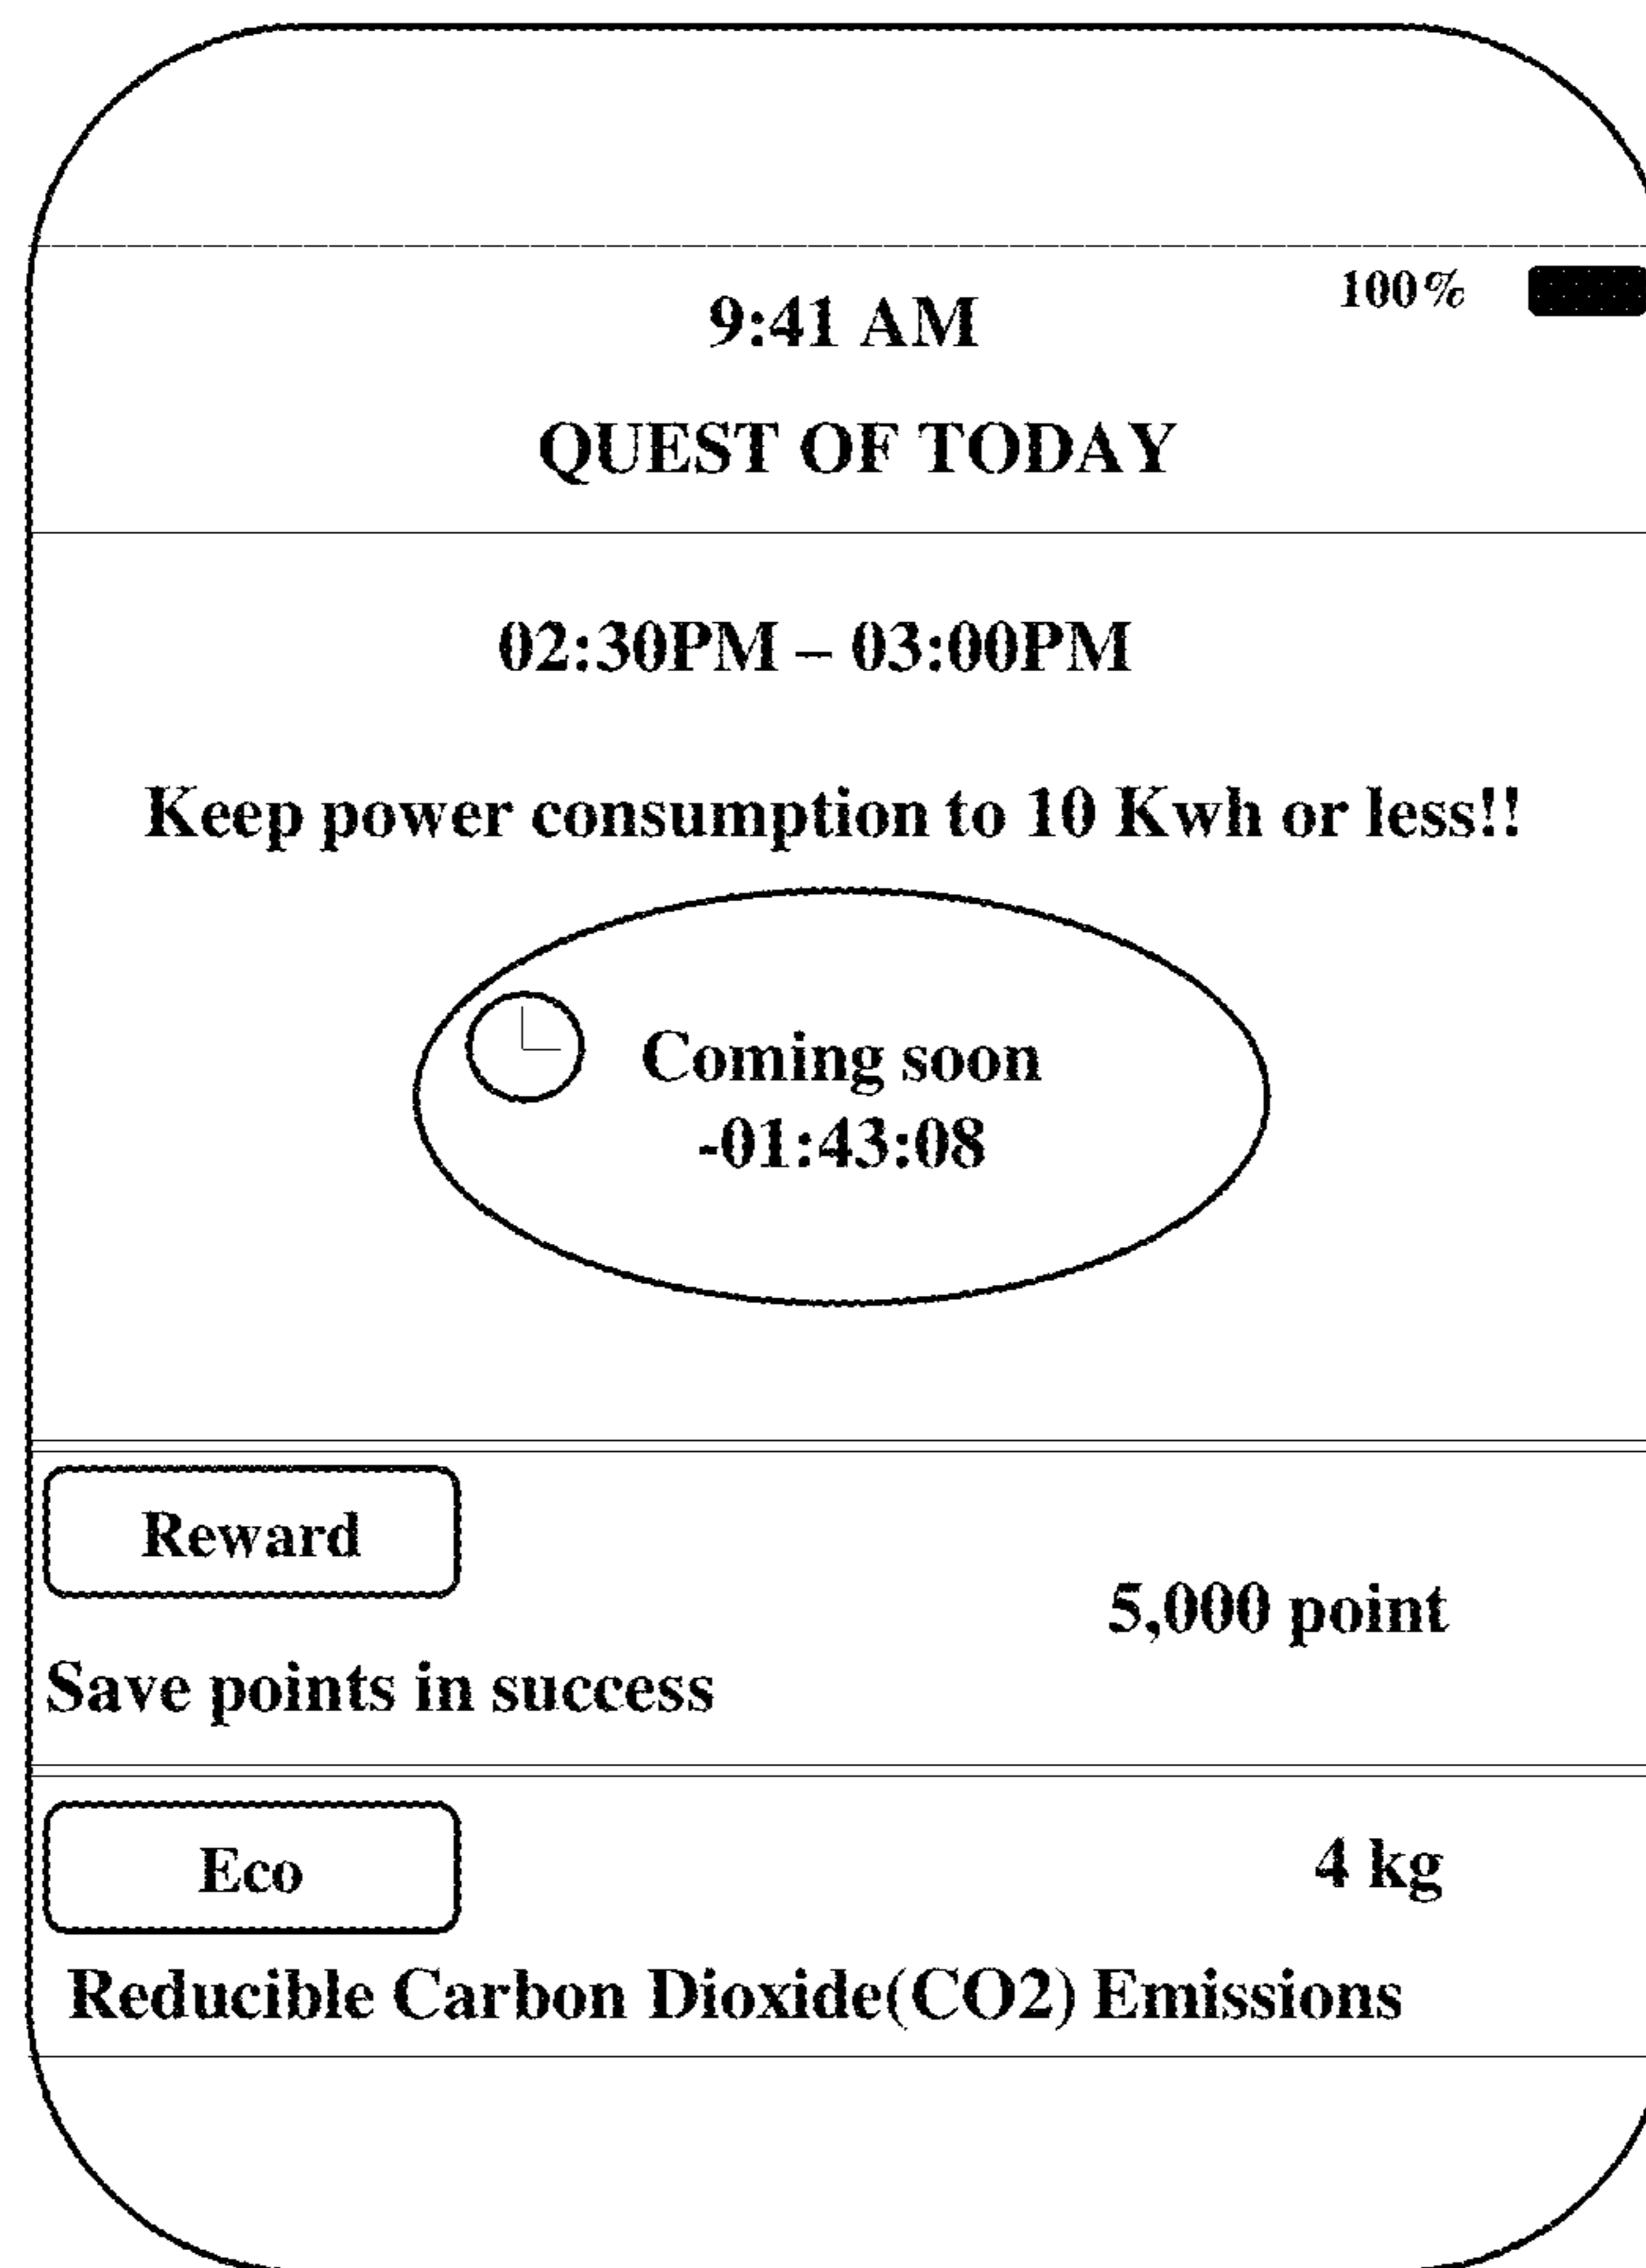 100%
9:41 AM
QUEST OF TODAY
02:30PM – 03:00PM
Keep power consumption to 10 Kwh or less!!
Coming soon
-01:43:08
Reward
5,000 point
Save points in success
Eco
4 kg
Reducible Carbon Dioxide(CO2) Emissions